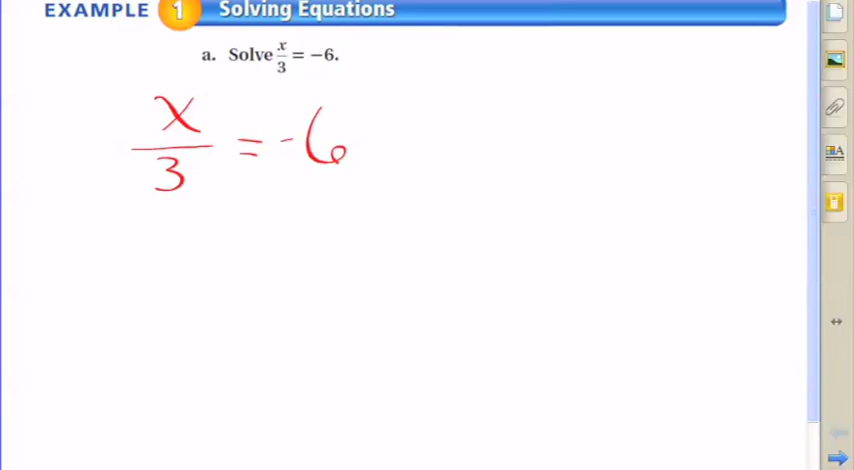 EXAMPLE 1 Solving Equations
a. Solve x/3 = −6.
x/3 = -6